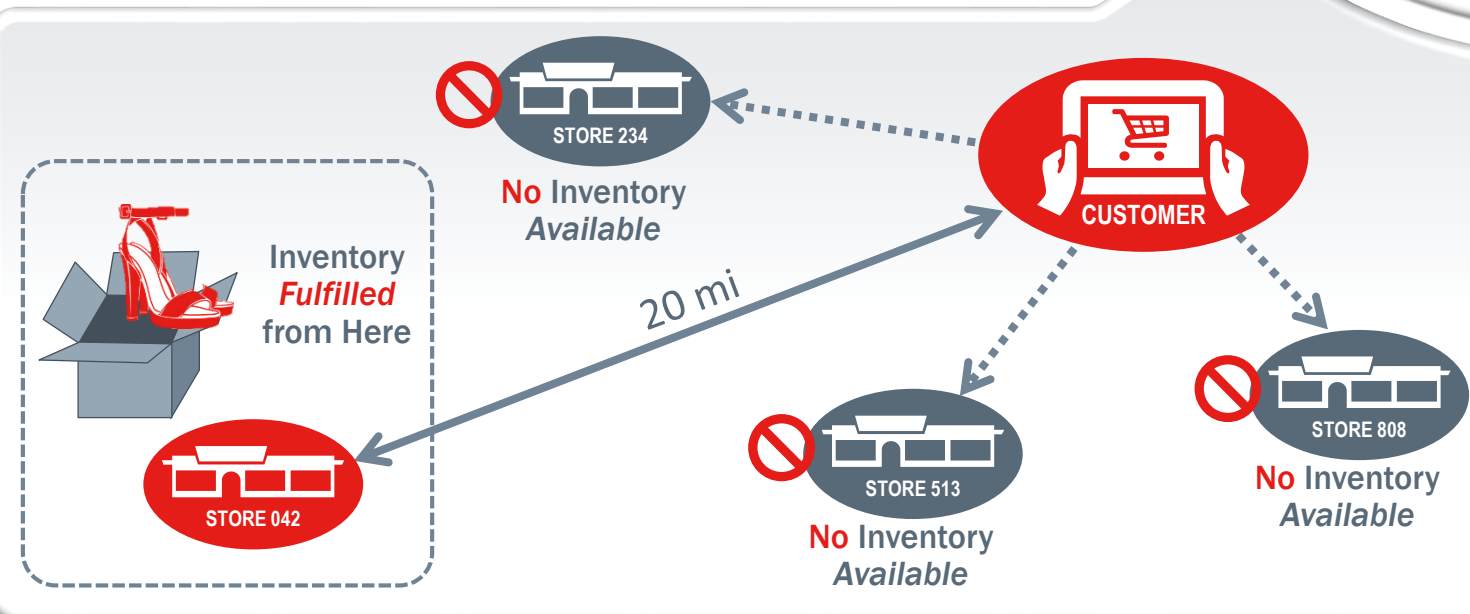 STORE 234
No Inventory
Available
CUSTOMER
Inventory
Fulfilled
from Here
20 mi
STORE 042
STORE 513
No Inventory
Available
STORE 808
No Inventory
Available